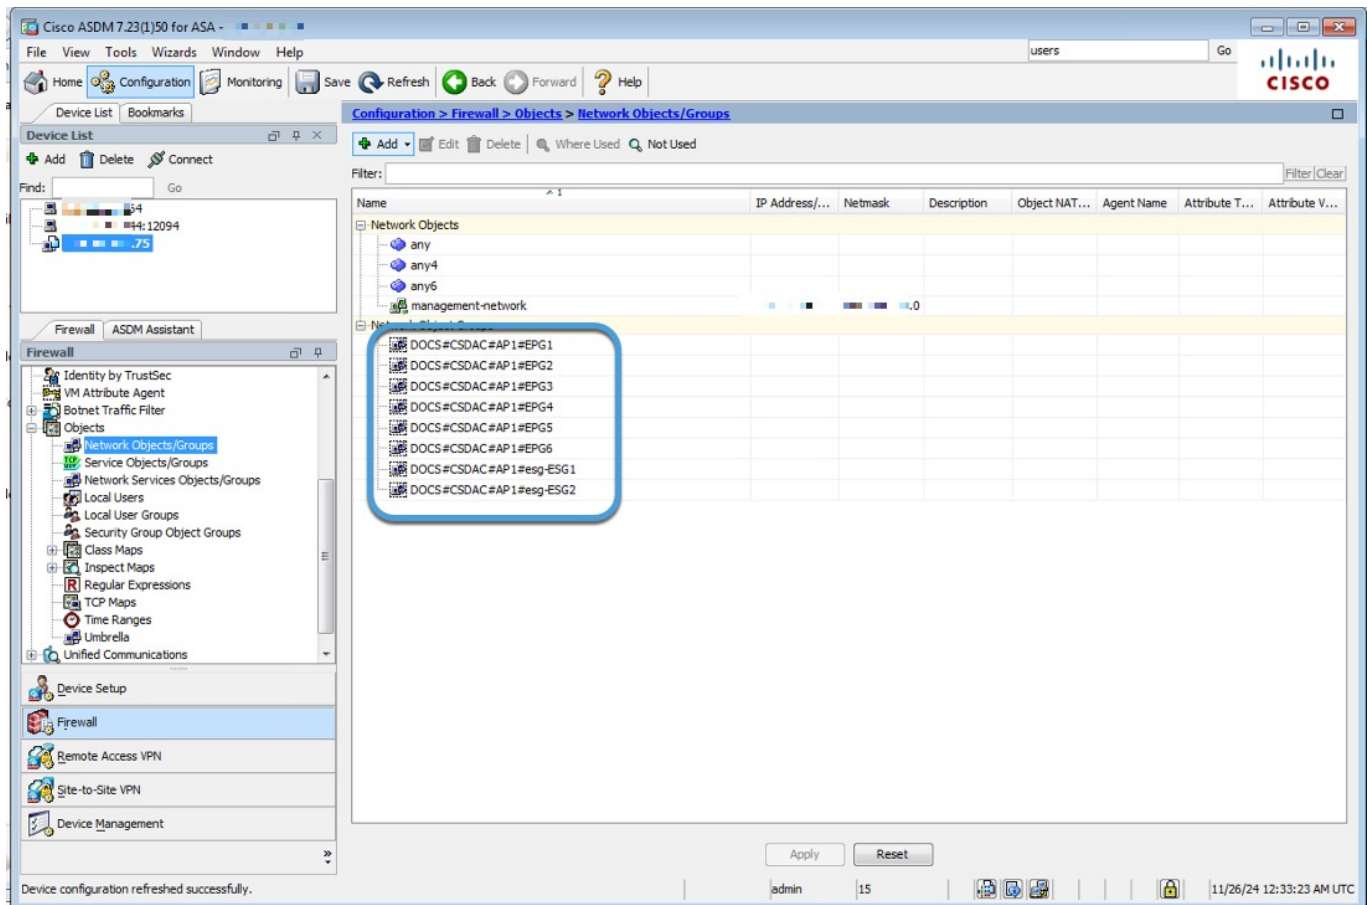 Cisco ASDM 7.23(1)50 for ASA -
File View Tools Wizards Window Help
users Go
Home Configuration Monitoring Save Refresh Back Forward Help
CISCO
Device List Bookmarks
Configuration > Firewall > Objects > Network Objects/Groups
Device List
Add Delete Connect
Find: Go
54
44:12094
.75
Add Edit Delete Where Used Not Used
Filter: Filter Clear
1
Name IP Address/... Netmask Description Object NAT... Agent Name Attribute T... Attribute V...
Network Objects
any
any4
any6
management-network .0
Network Object Groups
DOCS#CSDAC#AP1#EPG1
DOCS#CSDAC#AP1#EPG2
DOCS#CSDAC#AP1#EPG3
DOCS#CSDAC#AP1#EPG4
DOCS#CSDAC#AP1#EPG5
DOCS#CSDAC#AP1#EPG6
DOCS#CSDAC#AP1#esg-ESG1
DOCS#CSDAC#AP1#esg-ESG2
Firewall ASDM Assistant
Firewall
Identity by TrustSec
VM Attribute Agent
Botnet Traffic Filter
Objects
Network Objects/Groups
Service Objects/Groups
Network Services Objects/Groups
Local Users
Local User Groups
Security Group Object Groups
Class Maps
Inspect Maps
Regular Expressions
TCP Maps
Time Ranges
Umbrella
Unified Communications
Device Setup
Firewall
Remote Access VPN
Site-to-Site VPN
Device Management
Apply Reset
Device configuration refreshed successfully. admin 15 11/26/24 12:33:23 AM UTC